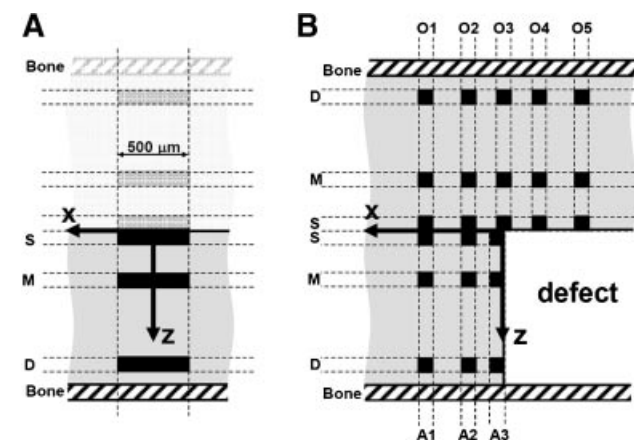 A
Bone
500 µm
X
S
M
Z
D
Bone
B
O1 O2 O3 O4 O5
Bone
D
M
X
S
S
M
defect
Z
D
Bone
A1 A2 A3